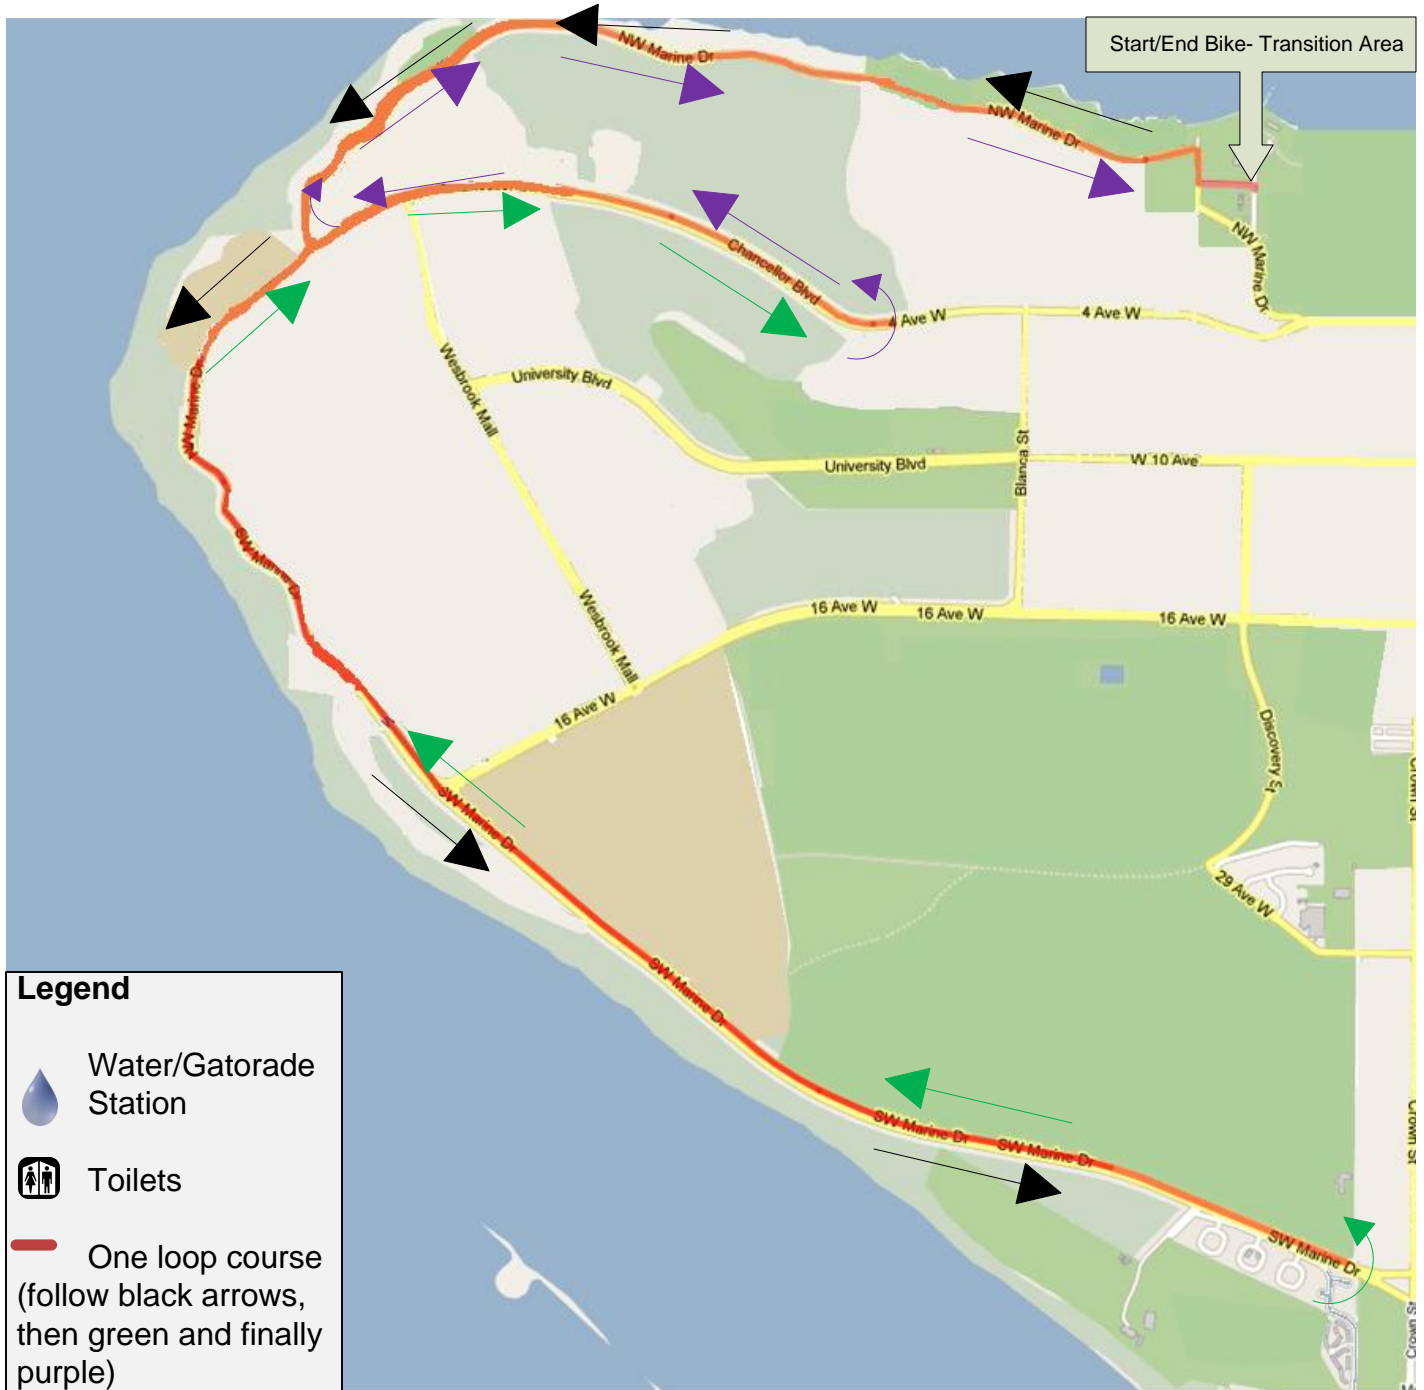 Start/End Bike- Transition Area
NW Marine Dr
NW Marine Dr
NW Marine Dr
Chancellor Blvd
4 Ave W
4 Ave W
NW Marine Dr
Wesbrook Mall
University Blvd
University Blvd
Blanca St
W 10 Ave
SW Marine Dr
Wesbrook Mall
16 Ave W
16 Ave W
16 Ave W
16 Ave W
Discovery St
Crown St
SW Marine Dr
29 Ave W
SW Marine Dr
SW Marine Dr
SW Marine Dr
Crown St
SW Marine Dr
Crown St
Legend
Water/Gatorade
Station
Toilets
One loop course
(follow black arrows,
then green and finally
purple)